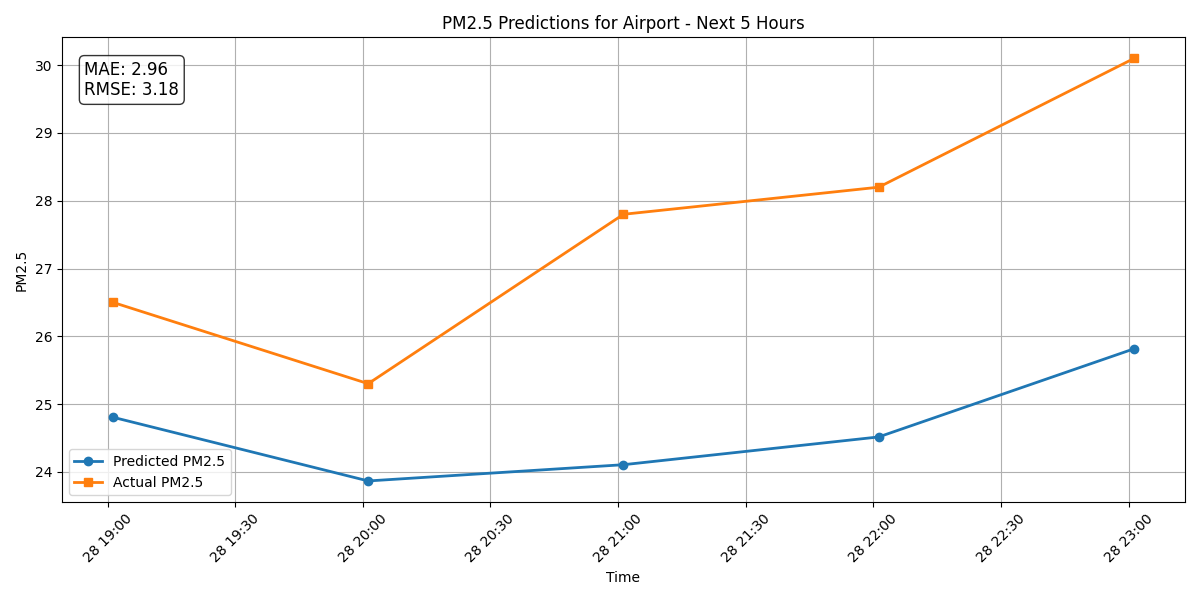 PM2.5 Predictions for Airport - Next 5 Hours
MAE: 2.96
RMSE: 3.18
30
29
28
27
26
25
24
PM2.5
Predicted PM2.5
Actual PM2.5
28 19:00
28 19:30
28 20:00
28 20:30
28 21:00
28 21:30
28 22:00
28 22:30
28 23:00
Time